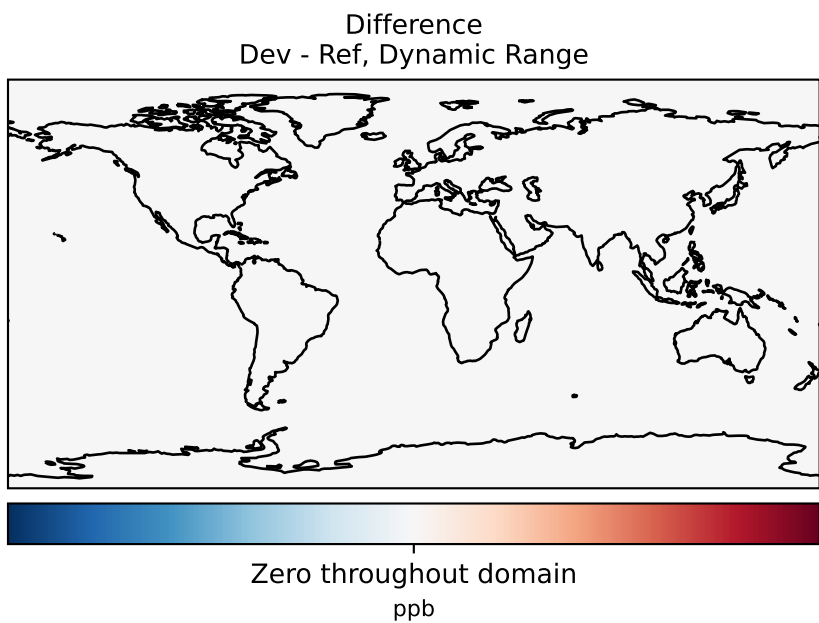 Difference
Dev - Ref, Dynamic Range
Zero throughout domain
ppb